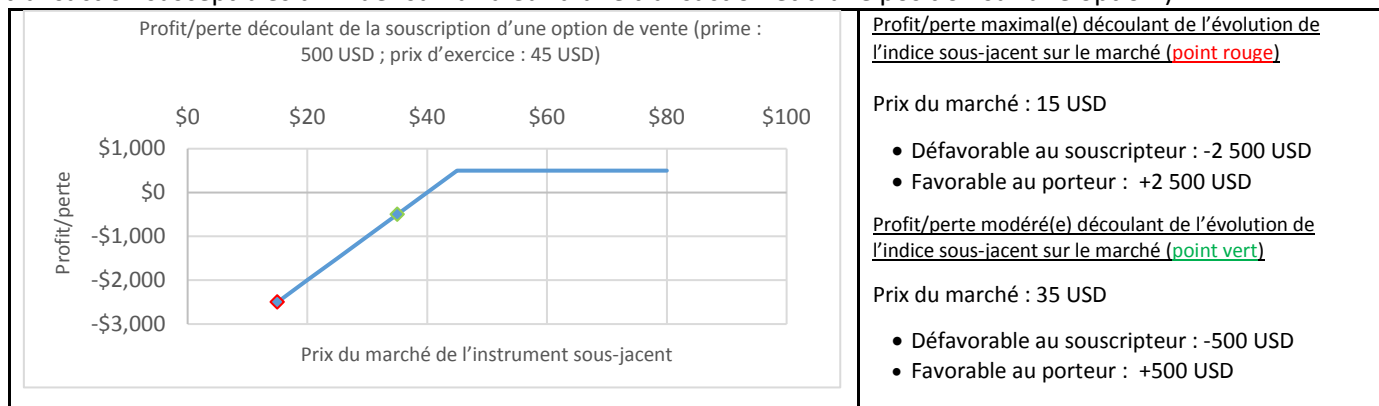 Profit/perte découlant de la souscription d'une option de vente (prime :
500 USD ; prix d'exercice : 45 USD)
$0 $20 $40 $60 $80 $100
$1,000
$0
-$1,000
-$2,000
-$3,000
Profit/perte
Prix du marché de l'instrument sous-jacent
Profit/perte maximal(e) découlant de l'évolution de
l'indice sous-jacent sur le marché (point rouge)
Prix du marché : 15 USD
• Défavorable au souscripteur : -2 500 USD
• Favorable au porteur : +2 500 USD
Profit/perte modéré(e) découlant de l'évolution de
l'indice sous-jacent sur le marché (point vert)
Prix du marché : 35 USD
• Défavorable au souscripteur : -500 USD
• Favorable au porteur : +500 USD